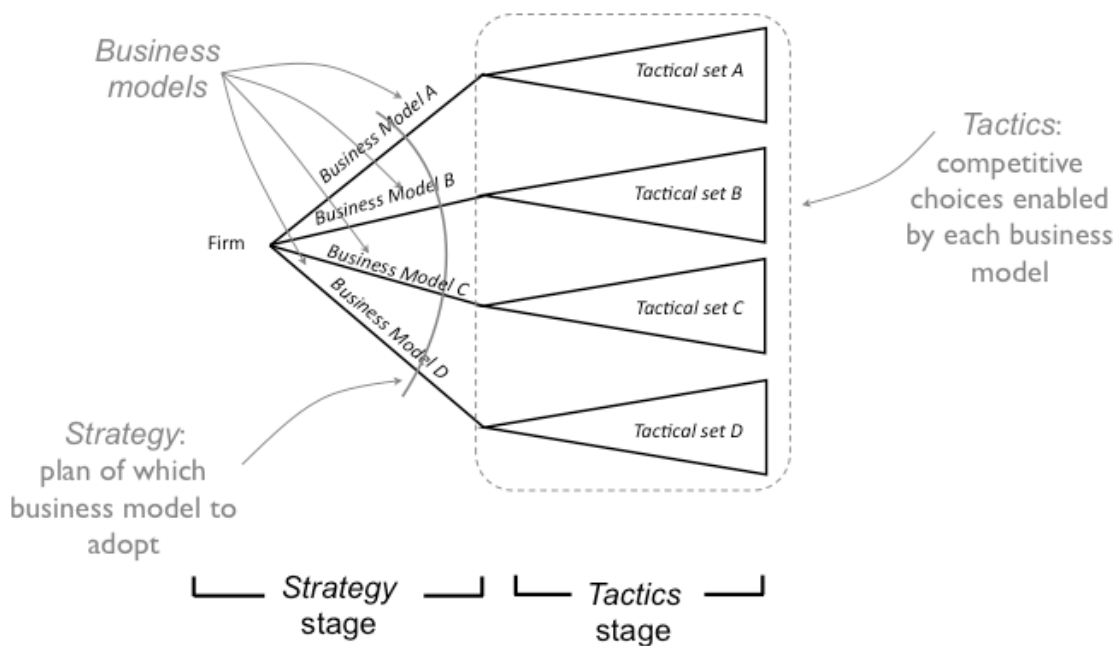 Business
models
Business Model A
Business Model B
Business Model C
Business Model D
Firm
Tactical set A
Tactical set B
Tactical set C
Tactical set D
Tactics:
competitive
choices enabled
by each business
model
Strategy:
plan of which
business model to
adopt
Strategy
stage
Tactics
stage